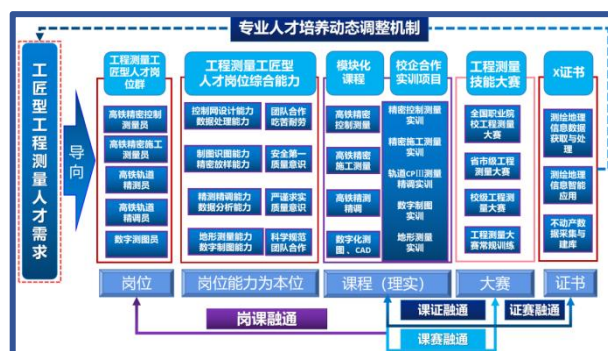 专业人才培养动态调整机制
工匠型工程测量人才需求
导向
工程测量工
匠型人才岗
位群
高铁精密控制
测量员
高铁精密施工
测量员
高铁轨道
精测员
高铁轨道
精调员
数字测图员
岗位
工程测量工匠型
人才岗位综合能力
控制网设计能力
数据处理能力
团队合作
吃苦耐劳
制图识图能力
精密放样能力
安全第一
质量意识
精测精调能力
数据分析能力
严谨求实
质量意识
地形测量能力
数字制图能力
科学规范
团队合作
岗位能力为本位
模块化
课程
高铁精密
控制测量
高铁精密
施工测量
高铁精测
精调
数字化测
图、CAD
校企合作
实训项目
精密控制测量
实训
精密施工测量
实训
轨道CPIII测量
精调实训
数字制图
实训
地形测量
实训
课程（理实）
工程测量
技能大赛
全国职业院
校工程测量
大赛
省市级工程
测量大赛
校级工程测
量大赛
工程测量大
赛常规训练
大赛
X证书
测绘地理
信息数据
获取与处
理
测绘地理
信息智能
应用
不动产数
据采集与
建库
证书
岗课融通
课证融通
证赛融通
课赛融通